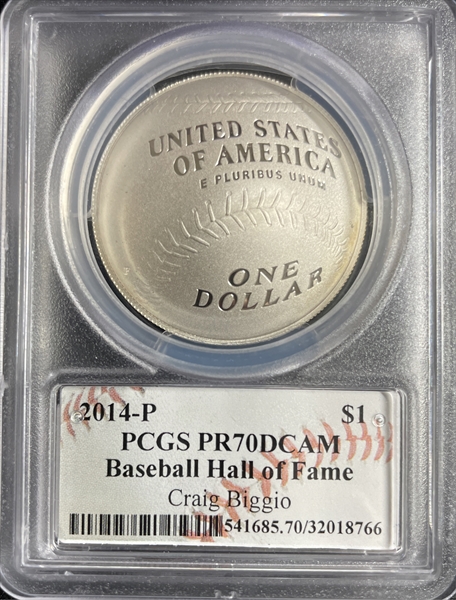 UNITED STATES
OF AMERICA
E PLURIBUS UNUM
ONE
DOLLAR
2014-P $1
PCGS PR70DCAM
Baseball Hall of Fame
Craig Biggio
541685.70/32018766